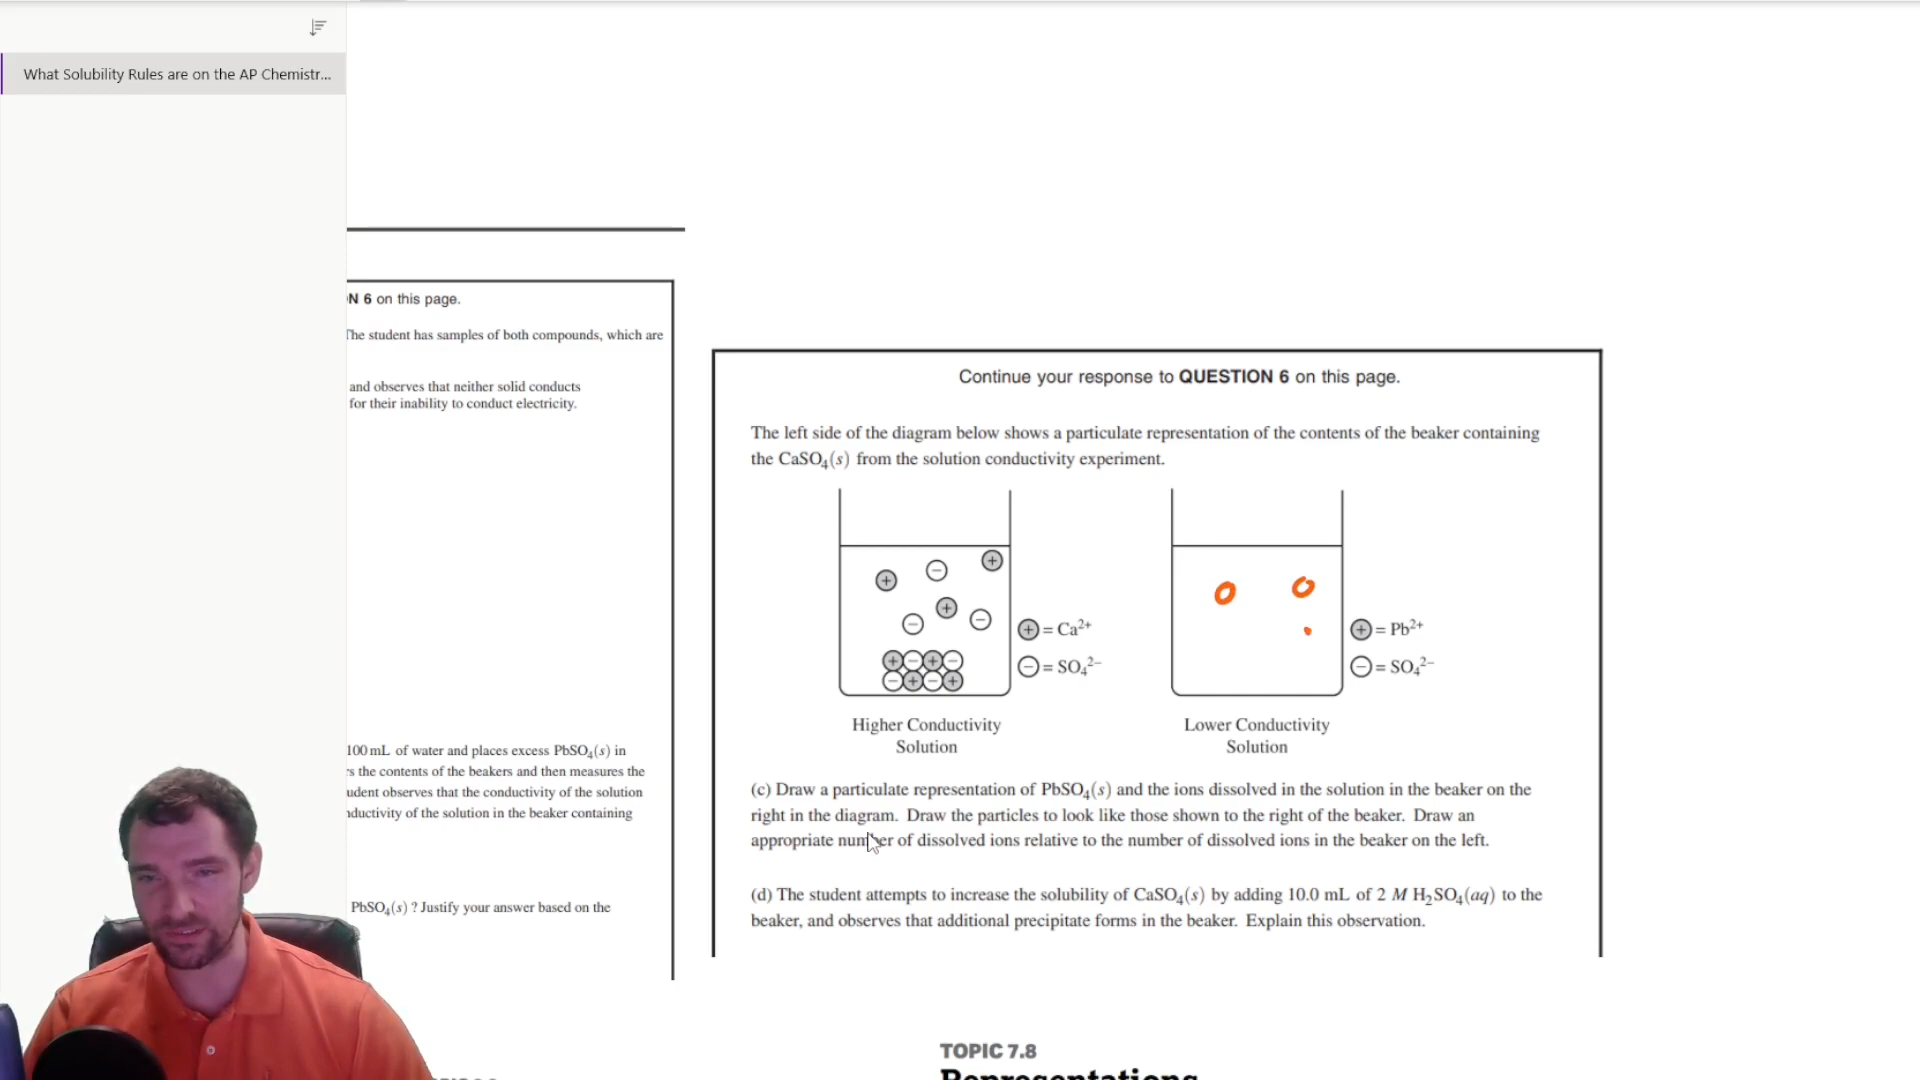 What Solubility Rules are on the AP Chemistr...
N 6 on this page.
The student has samples of both compounds, which are
and observes that neither solid conducts
for their inability to conduct electricity.
100 mL of water and places excess PbSO₄(s) in
s the contents of the beakers and then measures the
udent observes that the conductivity of the solution
nductivity of the solution in the beaker containing
PbSO₄(s) ? Justify your answer based on the
Continue your response to QUESTION 6 on this page.
The left side of the diagram below shows a particulate representation of the contents of the beaker containing
the CaSO₄(s) from the solution conductivity experiment.
+ = Ca²⁺
− = SO₄²⁻
Higher Conductivity
Solution
+ = Pb²⁺
− = SO₄²⁻
Lower Conductivity
Solution
(c) Draw a particulate representation of PbSO₄(s) and the ions dissolved in the solution in the beaker on the
right in the diagram. Draw the particles to look like those shown to the right of the beaker. Draw an
appropriate number of dissolved ions relative to the number of dissolved ions in the beaker on the left.
(d) The student attempts to increase the solubility of CaSO₄(s) by adding 10.0 mL of 2 M H₂SO₄(aq) to the
beaker, and observes that additional precipitate forms in the beaker. Explain this observation.
TOPIC 7.8
Representations